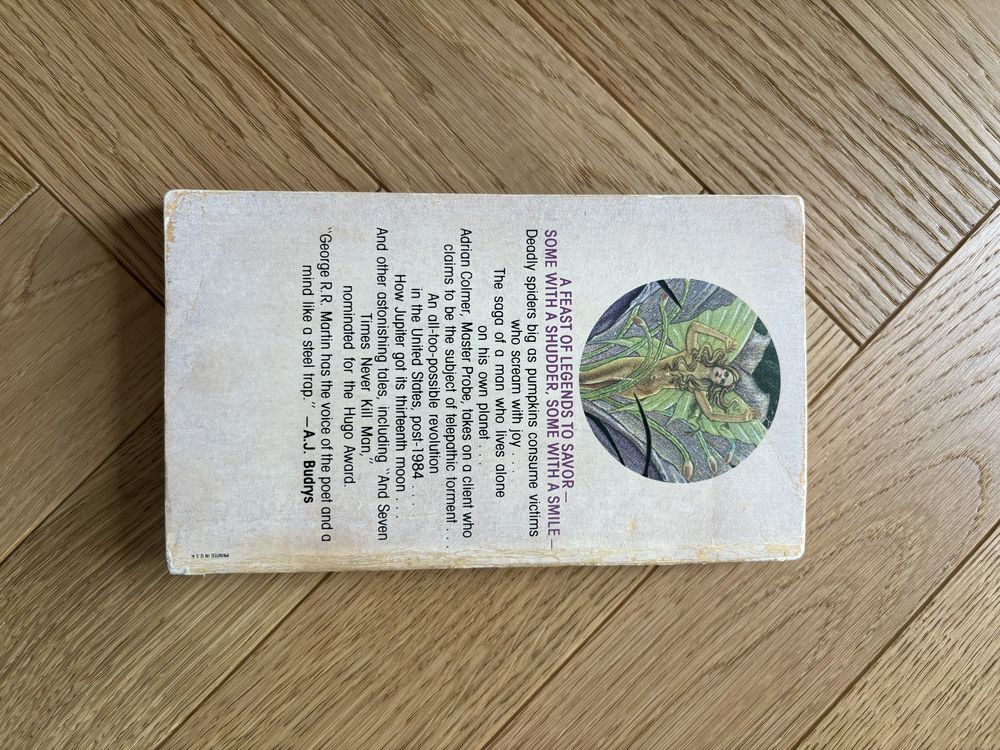 A FEAST OF LEGENDS TO SAVOR—
SOME WITH A SHUDDER, SOME WITH A SMILE—
Deadly spiders big as pumpkins consume victims
who scream with joy . . .
The saga of a man who lives alone
on his own planet . . .
Adrian Colmer, Master Probe, takes on a client who
claims to be the subject of telepathic torment . . .
An all-too-possible revolution
in the United States, post-1984 . . .
How Jupiter got its thirteenth moon . . .
And other astonishing tales, including "And Seven
Times Never Kill Man,"
nominated for the Hugo Award.
"George R.R. Martin has the voice of the poet and a
mind like a steel trap." —A.J. Budrys
PRINTED IN U.S.A.